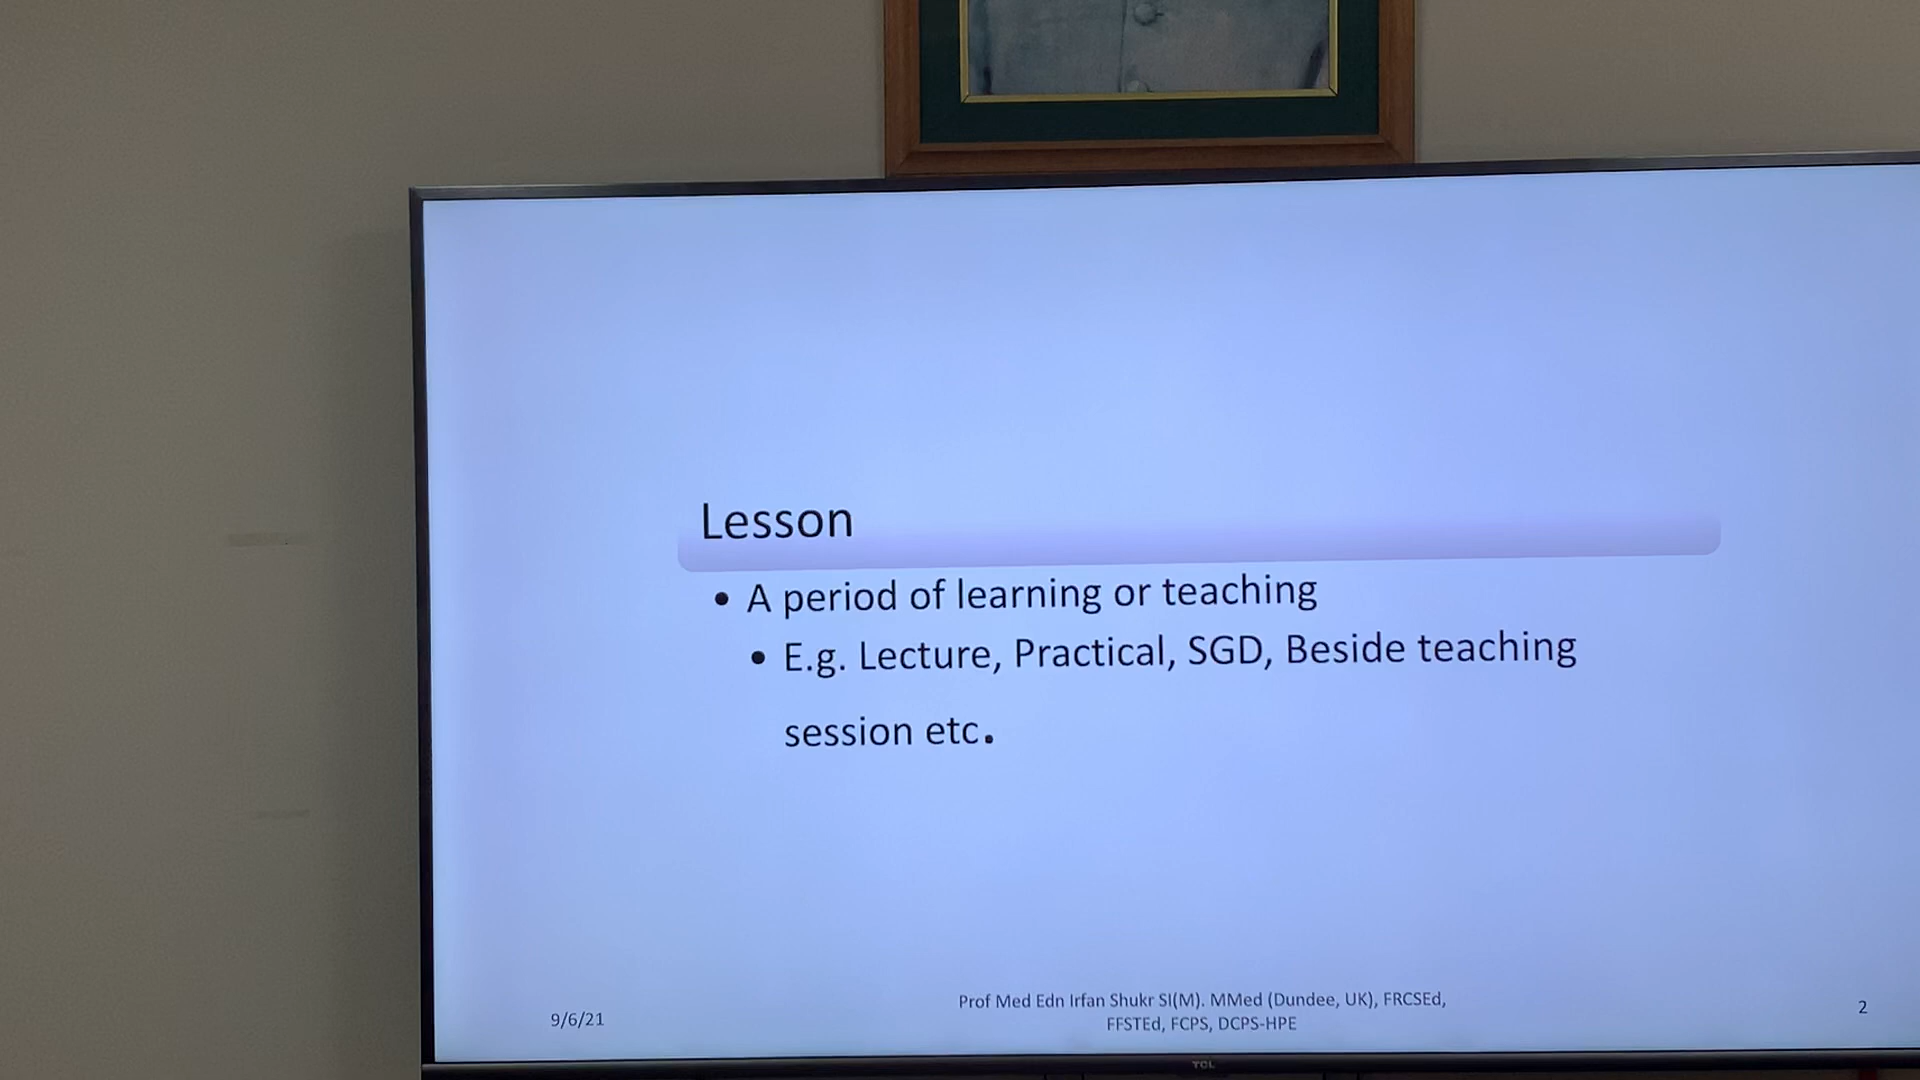 Lesson
• A period of learning or teaching
• E.g. Lecture, Practical, SGD, Beside teaching
session etc.
9/6/21
Prof Med Edn Irfan Shukr SI(M). MMed (Dundee, UK), FRCSEd,
FFSTEd, FCPS, DCPS-HPE
2
TCL